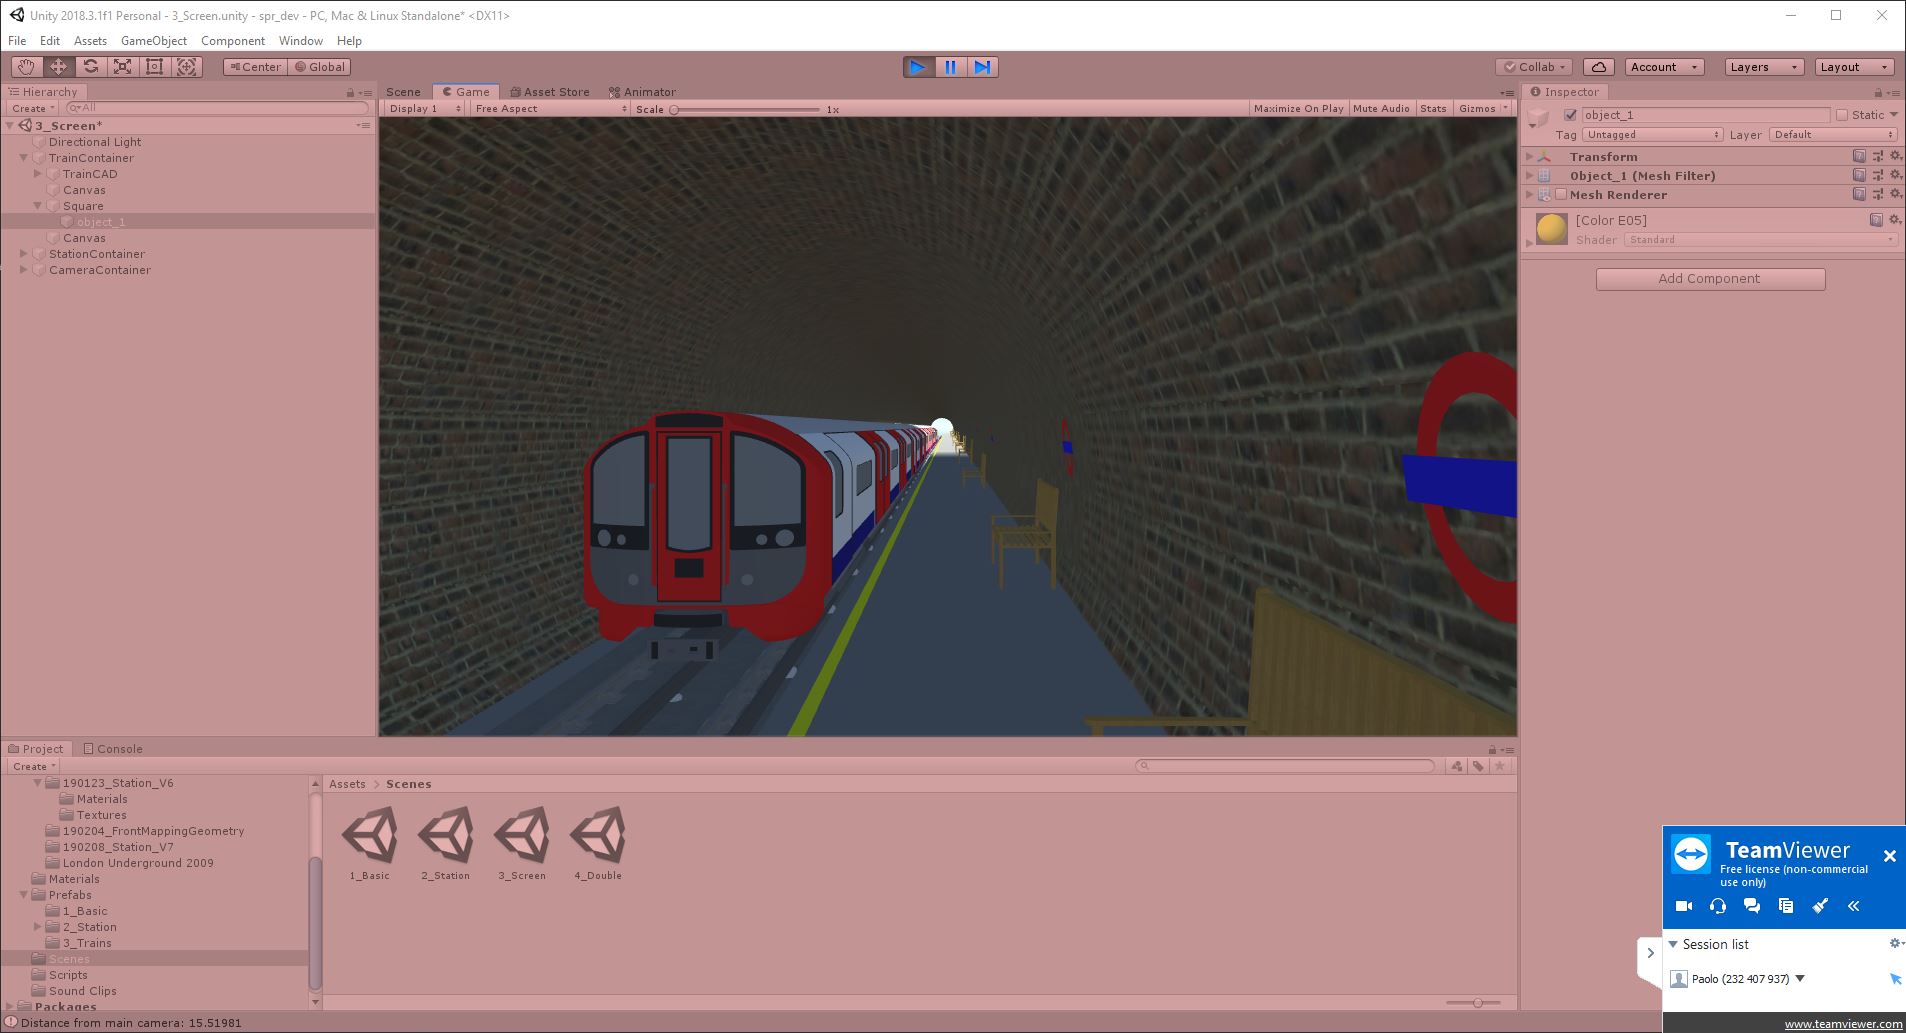 Unity 2018.3.1f1 Personal - 3_Screen.unity - spr_dev - PC, Mac & Linux Standalone* <DX11>
File Edit Assets GameObject Component Window Help
Center Global
Collab Account Layers Layout
Hierarchy
Create All
3_Screen*
Directional Light
TrainContainer
TrainCAD
Canvas
Square
object_1
Canvas
StationContainer
CameraContainer
Scene Game Asset Store Animator
Display 1 Free Aspect Scale 1x Maximize On Play Mute Audio Stats Gizmos
Inspector
object_1 Static
Tag Untagged Layer Default
Transform
Object_1 (Mesh Filter)
Mesh Renderer
[Color E05]
Shader Standard
Add Component
Project Console
Create
190123_Station_V6
Materials
Textures
190204_FrontMappingGeometry
190208_Station_V7
London Underground 2009
Materials
Prefabs
1_Basic
2_Station
3_Trains
Scenes
Scripts
Sound Clips
Packages
Assets > Scenes
1_Basic 2_Station 3_Screen 4_Double
Distance from main camera: 15.51981
TeamViewer
Free license (non-commercial
use only)
Session list
Paolo (232 407 937)
www.teamviewer.com